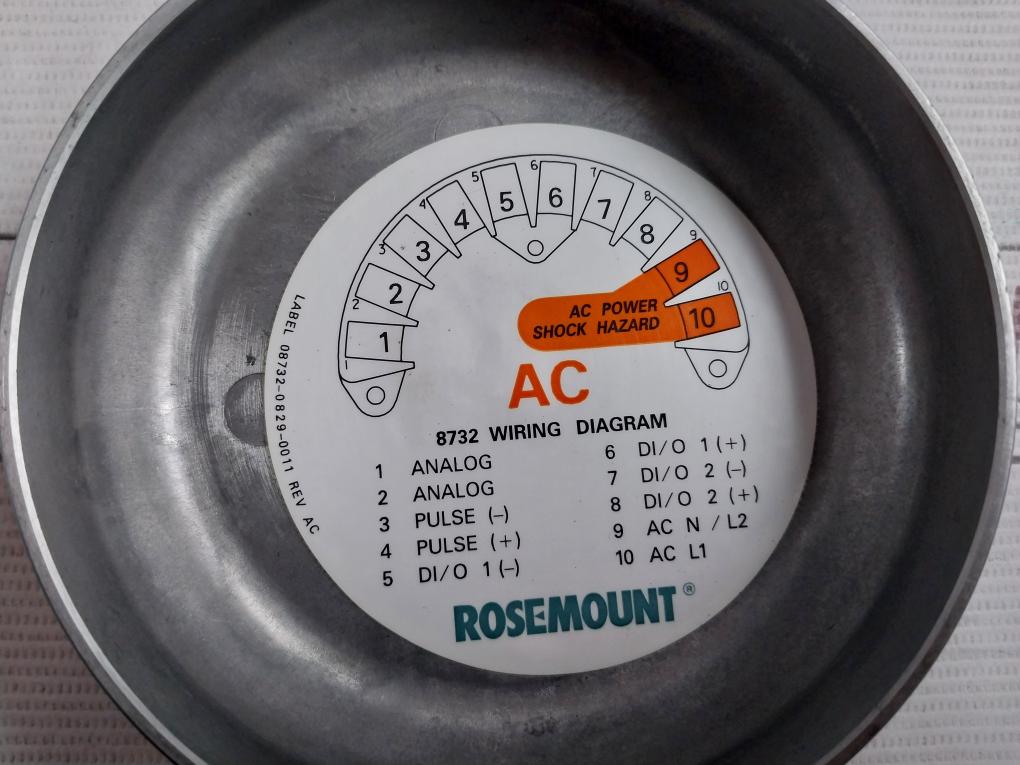 1 2 3 4 5 6 7 8 9 10
1 2 3 4 5 6 7 8 9 10
AC POWER
SHOCK HAZARD
AC
8732 WIRING DIAGRAM
1 ANALOG
2 ANALOG
3 PULSE (-)
4 PULSE (+)
5 DI/O 1 (-)
6 DI/O 1 (+)
7 DI/O 2 (-)
8 DI/O 2 (+)
9 AC N / L2
10 AC L1
ROSEMOUNT®
LABEL 08732-0829-0011 REV AC